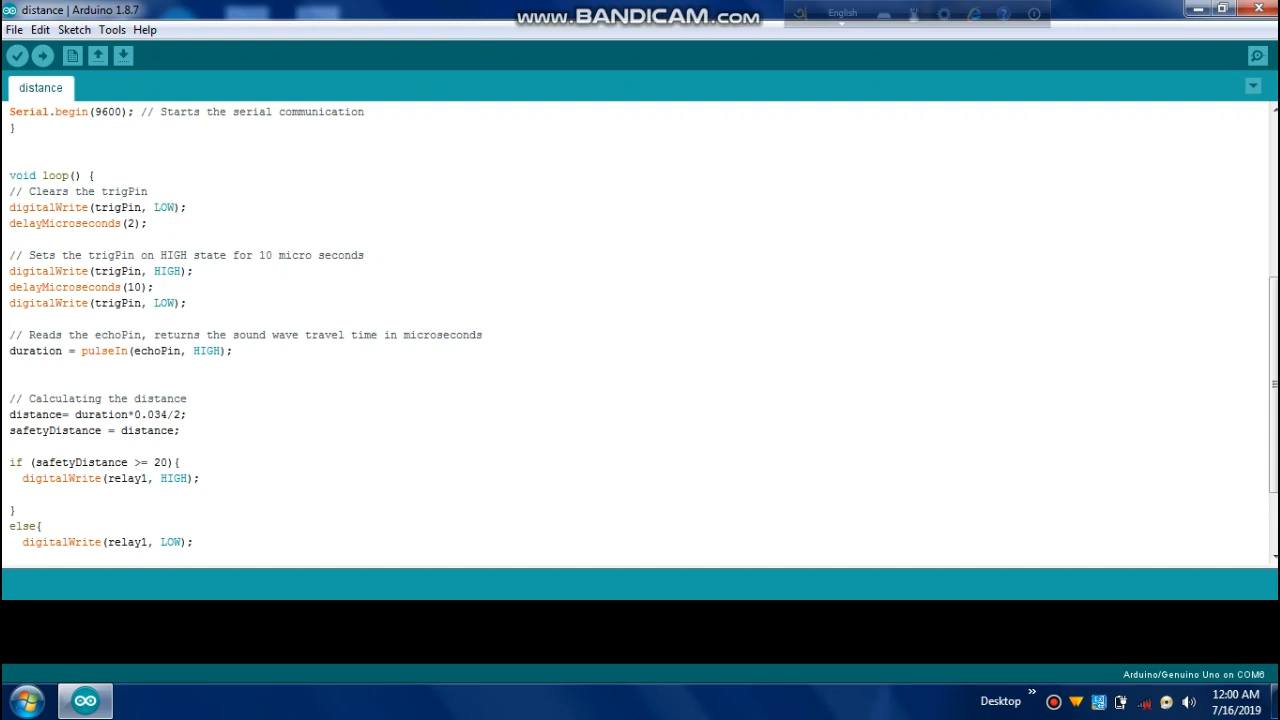 distance | Arduino 1.8.7
www.BANDICAM.com
English
File Edit Sketch Tools Help
distance
Serial.begin(9600); // Starts the serial communication
}
void loop() {
// Clears the trigPin
digitalWrite(trigPin, LOW);
delayMicroseconds(2);
// Sets the trigPin on HIGH state for 10 micro seconds
digitalWrite(trigPin, HIGH);
delayMicroseconds(10);
digitalWrite(trigPin, LOW);
// Reads the echoPin, returns the sound wave travel time in microseconds
duration = pulseIn(echoPin, HIGH);
// Calculating the distance
distance= duration*0.034/2;
safetyDistance = distance;
if (safetyDistance >= 20){
digitalWrite(relay1, HIGH);
}
else{
digitalWrite(relay1, LOW);
Arduino/Genuino Uno on COM6
Desktop
12:00 AM
7/16/2019